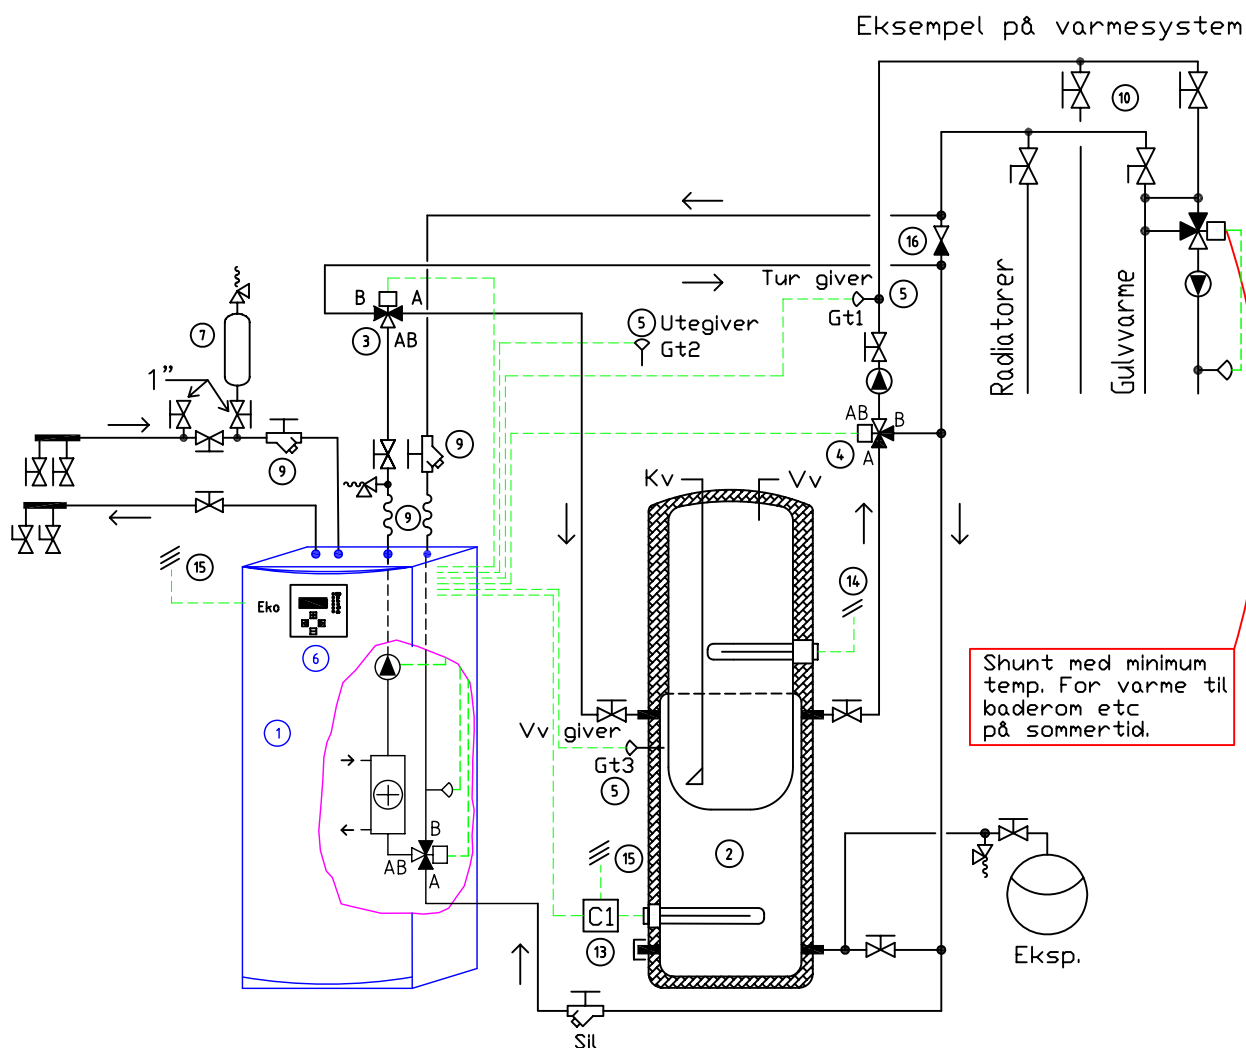 Eksempel på varmesystem
10
16
Tur giver
5
Gt1
B
A
3
AB
5
Utegiver
Gt2
7
1”
Radiatorer
Gulvvarme
AB
B
4
A
9
9
9
Kv
Vv
15
14
Eko
6
1
Shunt med minimum
temp. For varme til
baderom etc
på sommertid.
Vv giver
Gt3
5
B
AB
A
2
15
C1
13
Eksp.
Sil